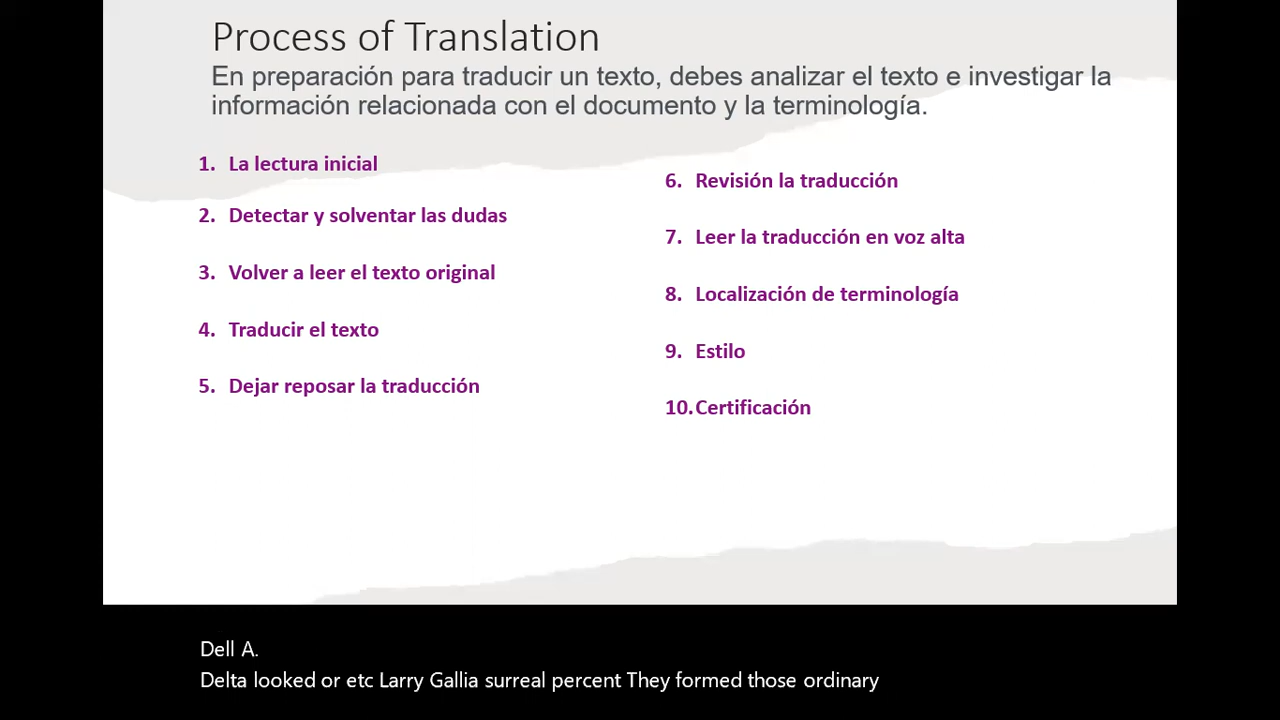 Process of Translation
En preparación para traducir un texto, debes analizar el texto e investigar la
información relacionada con el documento y la terminología.
1. La lectura inicial
2. Detectar y solventar las dudas
3. Volver a leer el texto original
4. Traducir el texto
5. Dejar reposar la traducción
6. Revisión la traducción
7. Leer la traducción en voz alta
8. Localización de terminología
9. Estilo
10. Certificación
Dell A.
Delta looked or etc Larry Gallia surreal percent They formed those ordinary